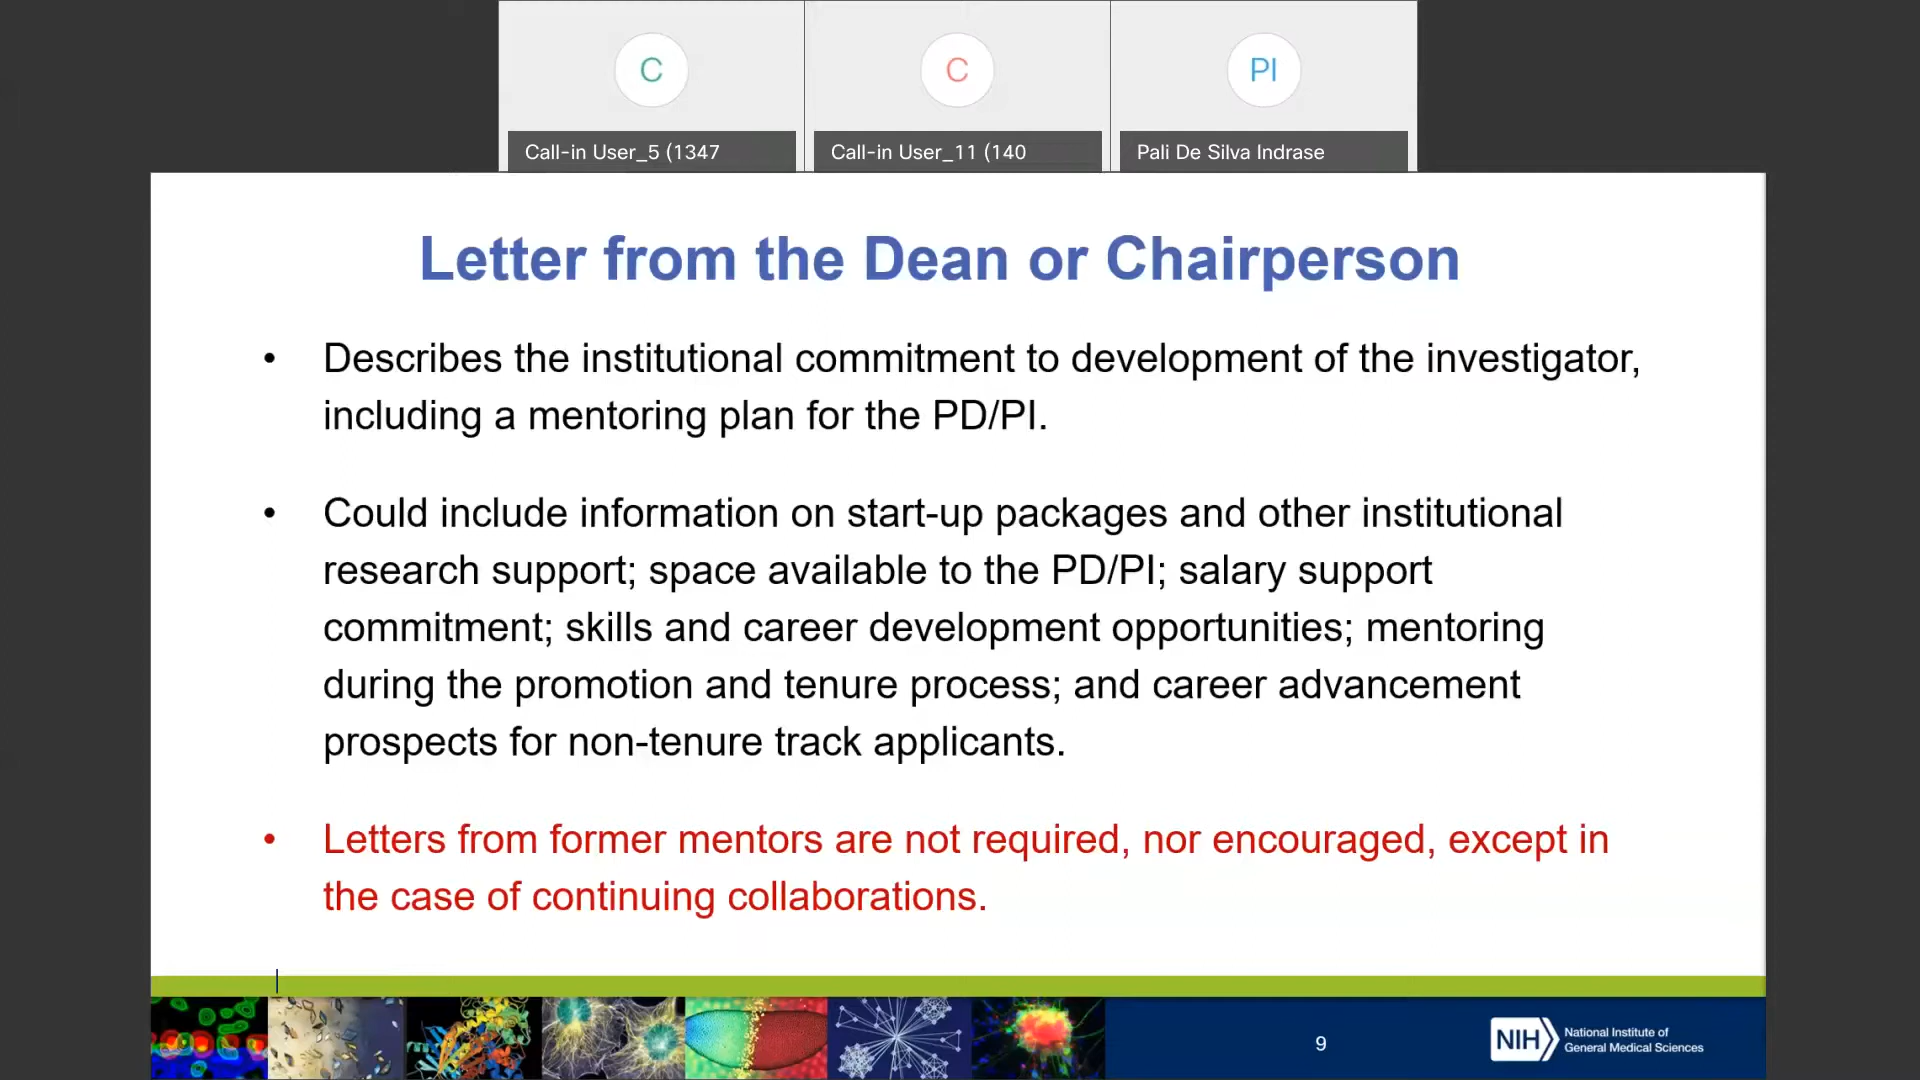 C
C
PI
Call-in User_5 (1347
Call-in User_11 (140
Pali De Silva Indrase
Letter from the Dean or Chairperson
• Describes the institutional commitment to development of the investigator,
including a mentoring plan for the PD/PI.
• Could include information on start-up packages and other institutional
research support; space available to the PD/PI; salary support
commitment; skills and career development opportunities; mentoring
during the promotion and tenure process; and career advancement
prospects for non-tenure track applicants.
• Letters from former mentors are not required, nor encouraged, except in
the case of continuing collaborations.
9
NIH
National Institute of
General Medical Sciences